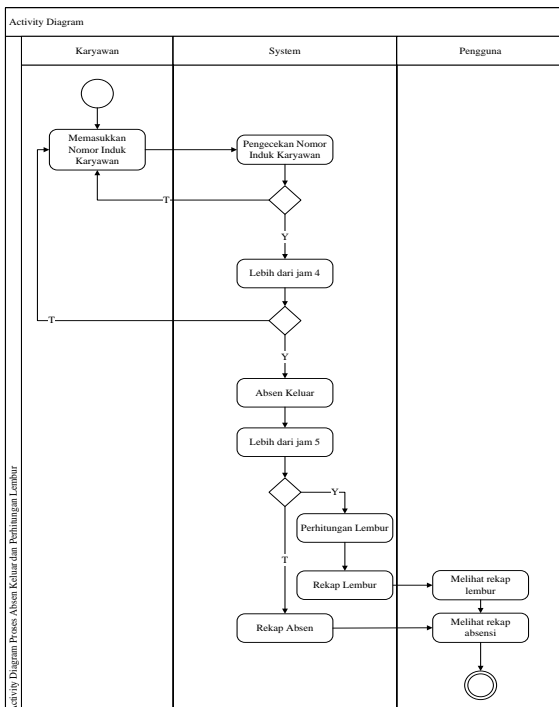 Activity Diagram
Karyawan
System
Pengguna
Memasukkan
Nomor Induk
Karyawan
Pengecekan Nomor
Induk Karyawan
T
Y
Lebih dari jam 4
T
Y
Absen Keluar
Lebih dari jam 5
Y
Perhitungan Lembur
T
Rekap Lembur
Melihat rekap
lembur
Rekap Absen
Melihat rekap
absensi
Activity Diagram Proses Absen Keluar dan Perhitungan Lembur